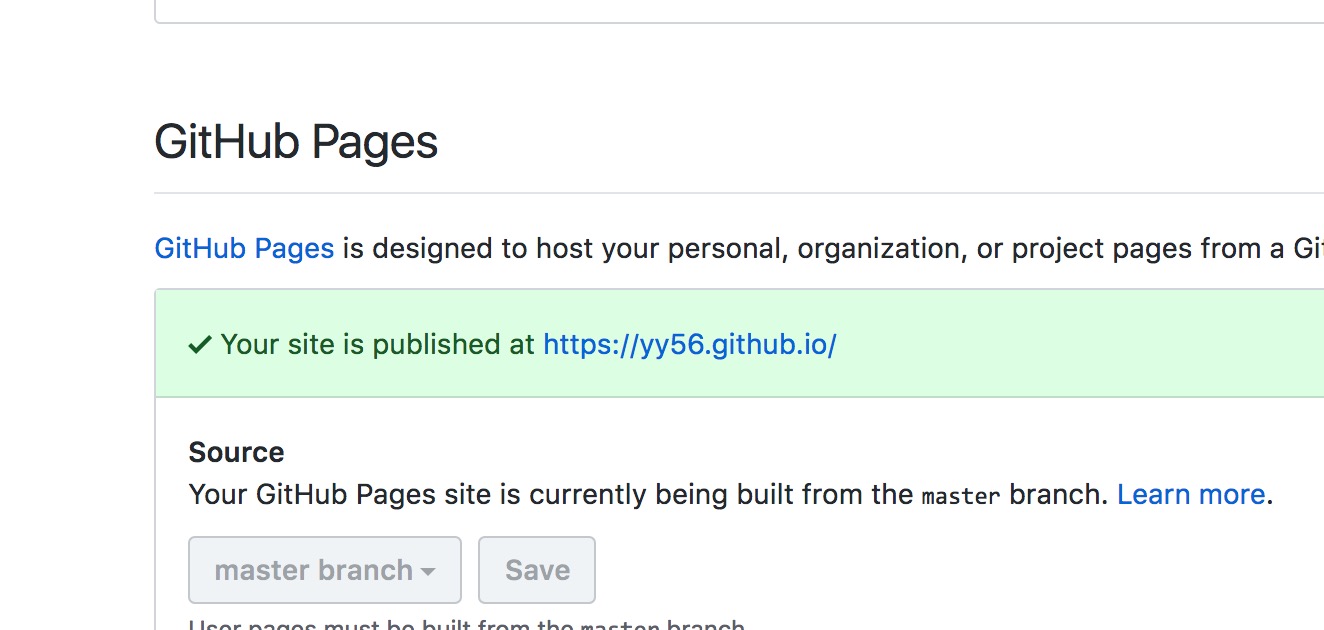 GitHub Pages
GitHub Pages is designed to host your personal, organization, or project pages from a Git
✓ Your site is published at https://yy56.github.io/
Source
Your GitHub Pages site is currently being built from the master branch. Learn more.
master branch
Save
User pages must be built from the master branch.